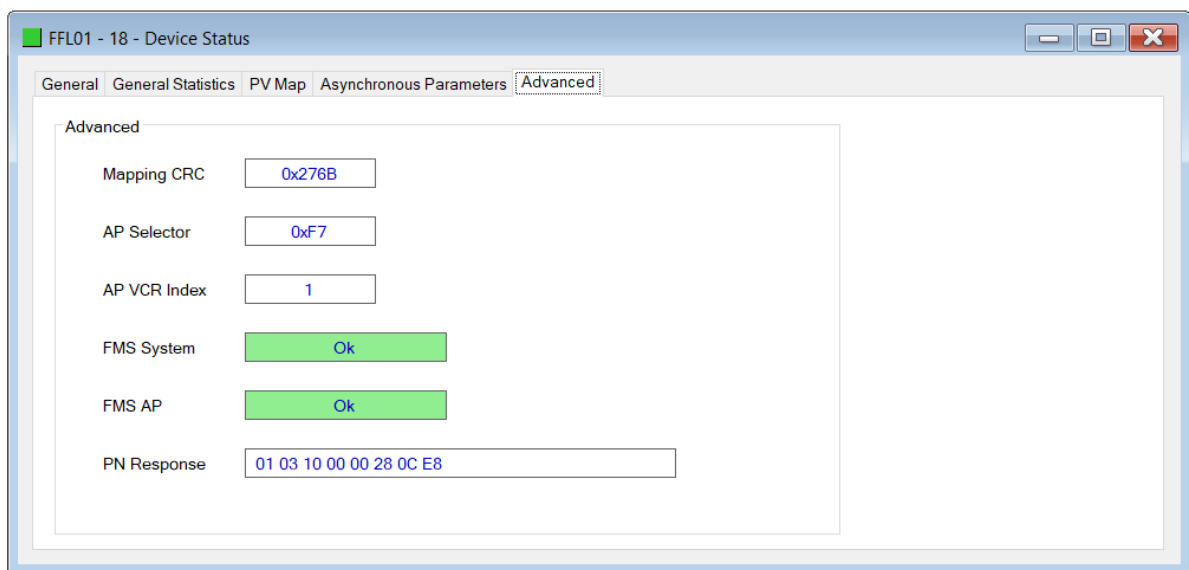 FFL01 - 18 - Device Status
General General Statistics PV Map Asynchronous Parameters Advanced
Advanced
Mapping CRC 0x276B
AP Selector 0xF7
AP VCR Index 1
FMS System Ok
FMS AP Ok
PN Response 01 03 10 00 00 28 0C E8